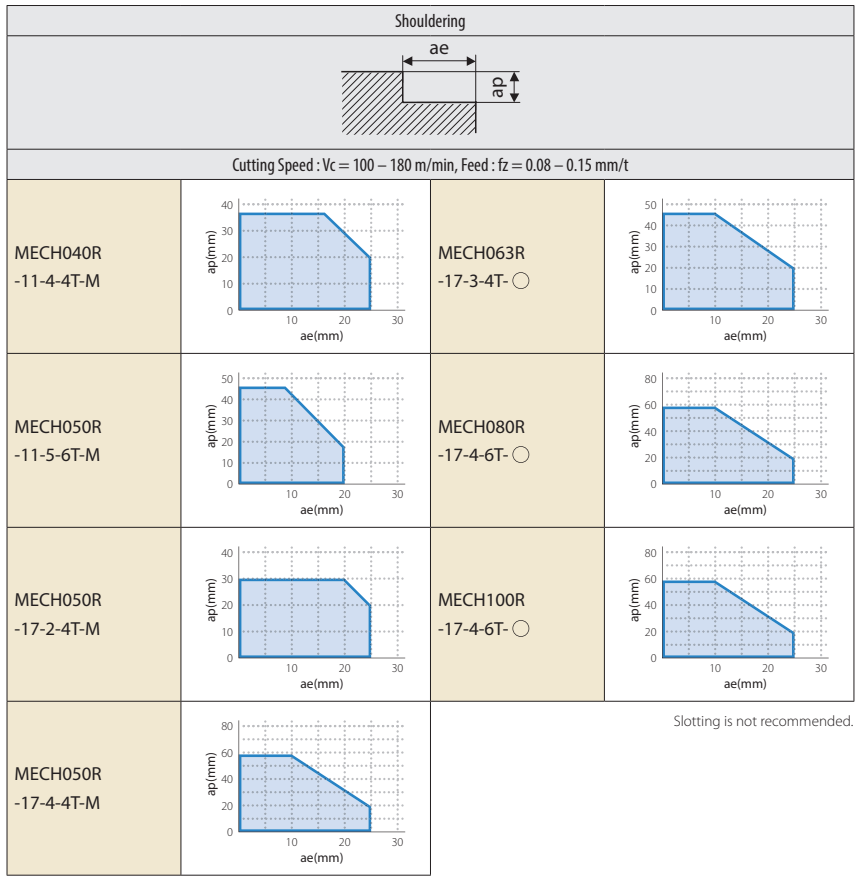 Shouldering
ae
ap
Cutting Speed : Vc = 100 – 180 m/min, Feed : fz = 0.08 – 0.15 mm/t
MECH040R
-11-4-4T-M
ap(mm)
40
30
20
10
0
10 20 30
ae(mm)
MECH063R
-17-3-4T-○
ap(mm)
50
40
30
20
10
0
10 20 30
ae(mm)
MECH050R
-11-5-6T-M
ap(mm)
50
40
30
20
10
0
10 20 30
ae(mm)
MECH080R
-17-4-6T-○
ap(mm)
80
60
40
20
0
10 20 30
ae(mm)
MECH050R
-17-2-4T-M
ap(mm)
40
30
20
10
0
10 20 30
ae(mm)
MECH100R
-17-4-6T-○
ap(mm)
80
60
40
20
0
10 20 30
ae(mm)
Slotting is not recommended.
MECH050R
-17-4-4T-M
ap(mm)
80
60
40
20
0
10 20 30
ae(mm)